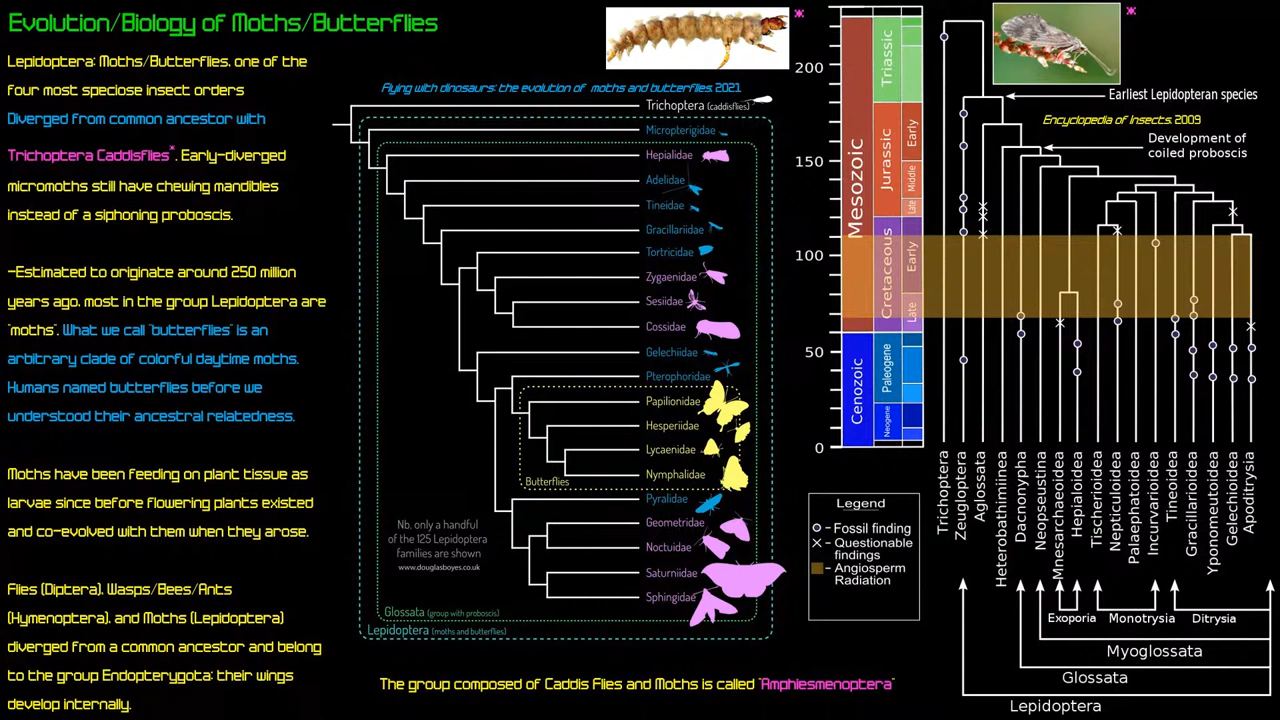 Evolution/Biology of Moths/Butterflies
Lepidoptera: Moths/Butterflies, one of the
four most speciose insect orders
Diverged from common ancestor with
Trichoptera Caddisflies*. Early-diverged
micromoths still have chewing mandibles
instead of a siphoning proboscis.
-Estimated to originate around 250 million
years ago, most in the group Lepidoptera are
"moths". What we call "butterflies" is an
arbitrary clade of colorful daytime moths.
Humans named butterflies before we
understood their ancestral relatedness.
Moths have been feeding on plant tissue as
larvae since before flowering plants existed
and co-evolved with them when they arose.
Flies (Diptera), Wasps/Bees/Ants
(Hymenoptera), and Moths (Lepidoptera)
diverged from a common ancestor and belong
to the group Endopterygota: their wings
develop internally.
*
Flying with dinosaurs: the evolution of moths and butterflies. 2021
Trichoptera (caddisflies)
Micropterigidae
Hepialidae
Adelidae
Tineidae
Gracillariidae
Tortricidae
Zygaenidae
Sesiidae
Cossidae
Gelechiidae
Pterophoridae
Papilionidae
Hesperiidae
Lycaenidae
Nymphalidae
Butterflies
Pyralidae
Geometridae
Noctuidae
Saturniidae
Sphingidae
Nb. only a handful
of the 125 Lepidoptera
families are shown
www.douglasboyes.co.uk
Glossata (group with proboscis)
Lepidoptera (moths and butterflies)
The group composed of Caddis Flies and Moths is called "Amphiesmenoptera"
*
200
150
100
50
0
Mesozoic
Cenozoic
Triassic
Jurassic
Cretaceous
Paleogene
Neogene
Early
Middle
Late
Early
Late
Earliest Lepidopteran species
Encyclopedia of Insects. 2009
Development of
coiled proboscis
Legend
- Fossil finding
X - Questionable
findings
- Angiosperm
Radiation
Trichoptera
Zeugloptera
Aglossata
Heterobathimiinea
Dacnonypha
Neopseustina
Mnesarchaeoidea
Hepialoidea
Tischerioidea
Nepticuloidea
Palaephatoidea
Incurvarioidea
Tineoidea
Gracillarioidea
Yponomeutoidea
Gelechioidea
Apoditrysia
Exoporia
Monotrysia
Ditrysia
Myoglossata
Glossata
Lepidoptera